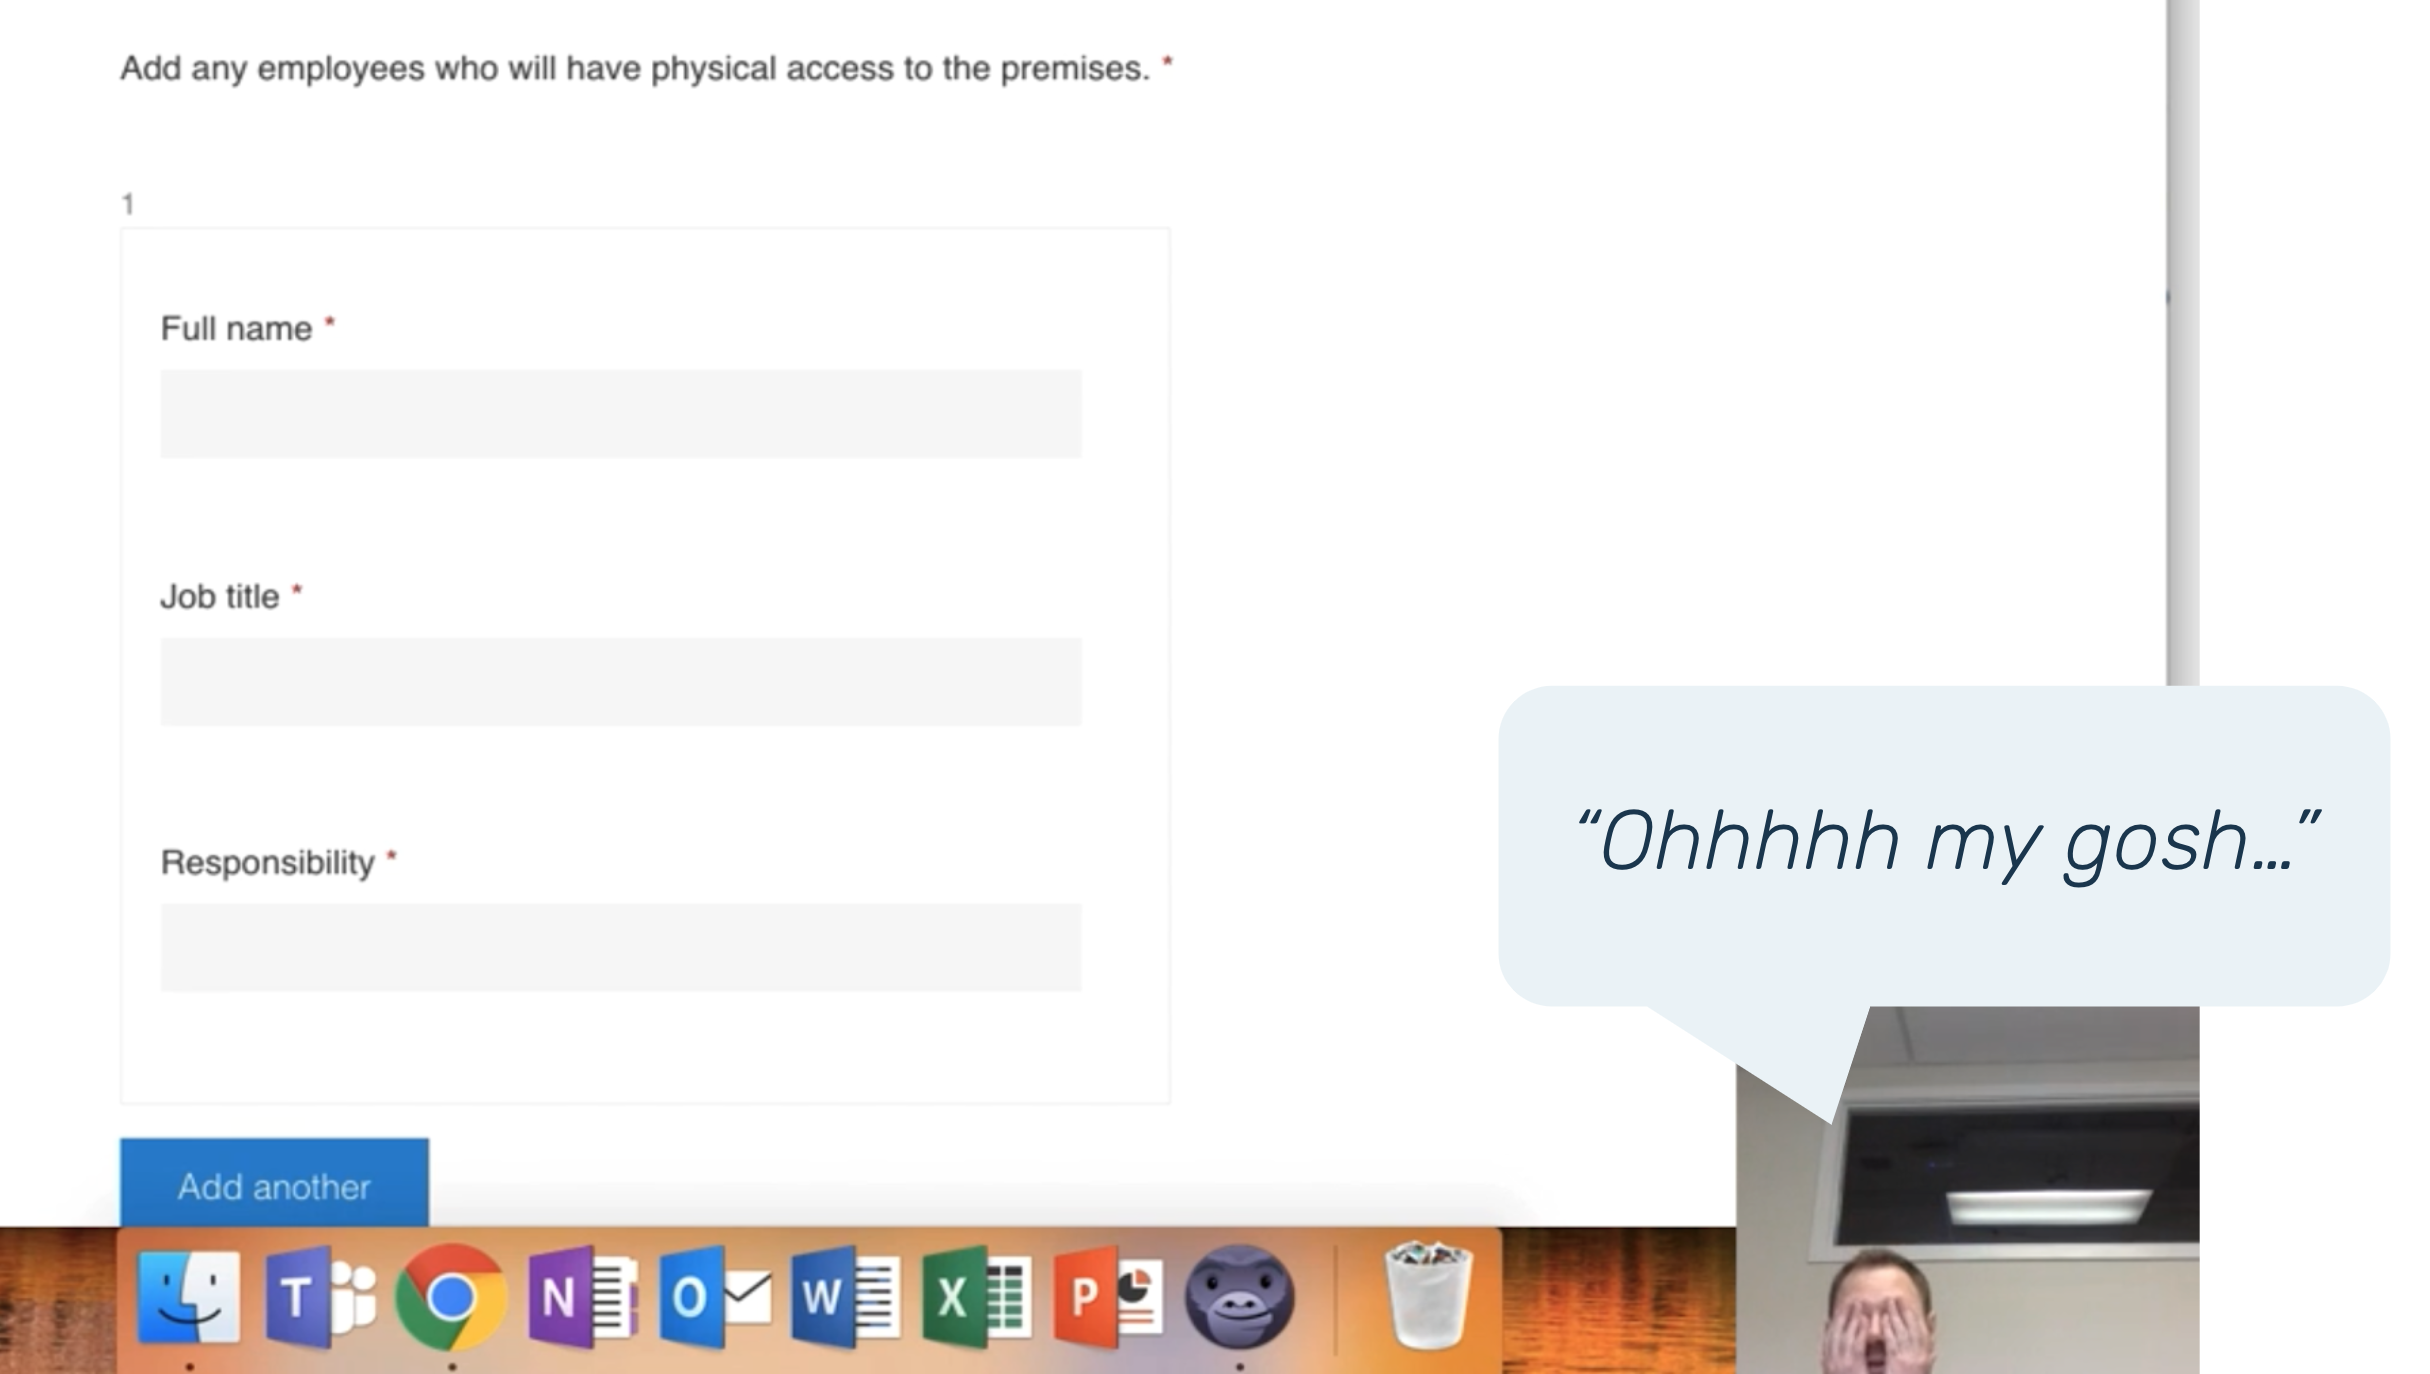 Add any employees who will have physical access to the premises. *
1
Full name *
Job title *
Responsibility *
Add another
“Ohhhhh my gosh…”
T
N
O
W
X
P